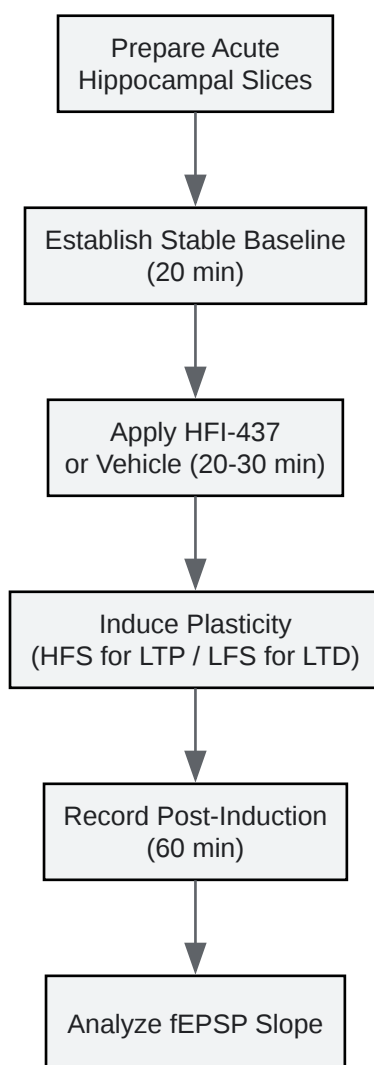 Prepare Acute
Hippocampal Slices
Establish Stable Baseline
(20 min)
Apply HFI-437
or Vehicle (20-30 min)
Induce Plasticity
(HFS for LTP / LFS for LTD)
Record Post-Induction
(60 min)
Analyze fEPSP Slope